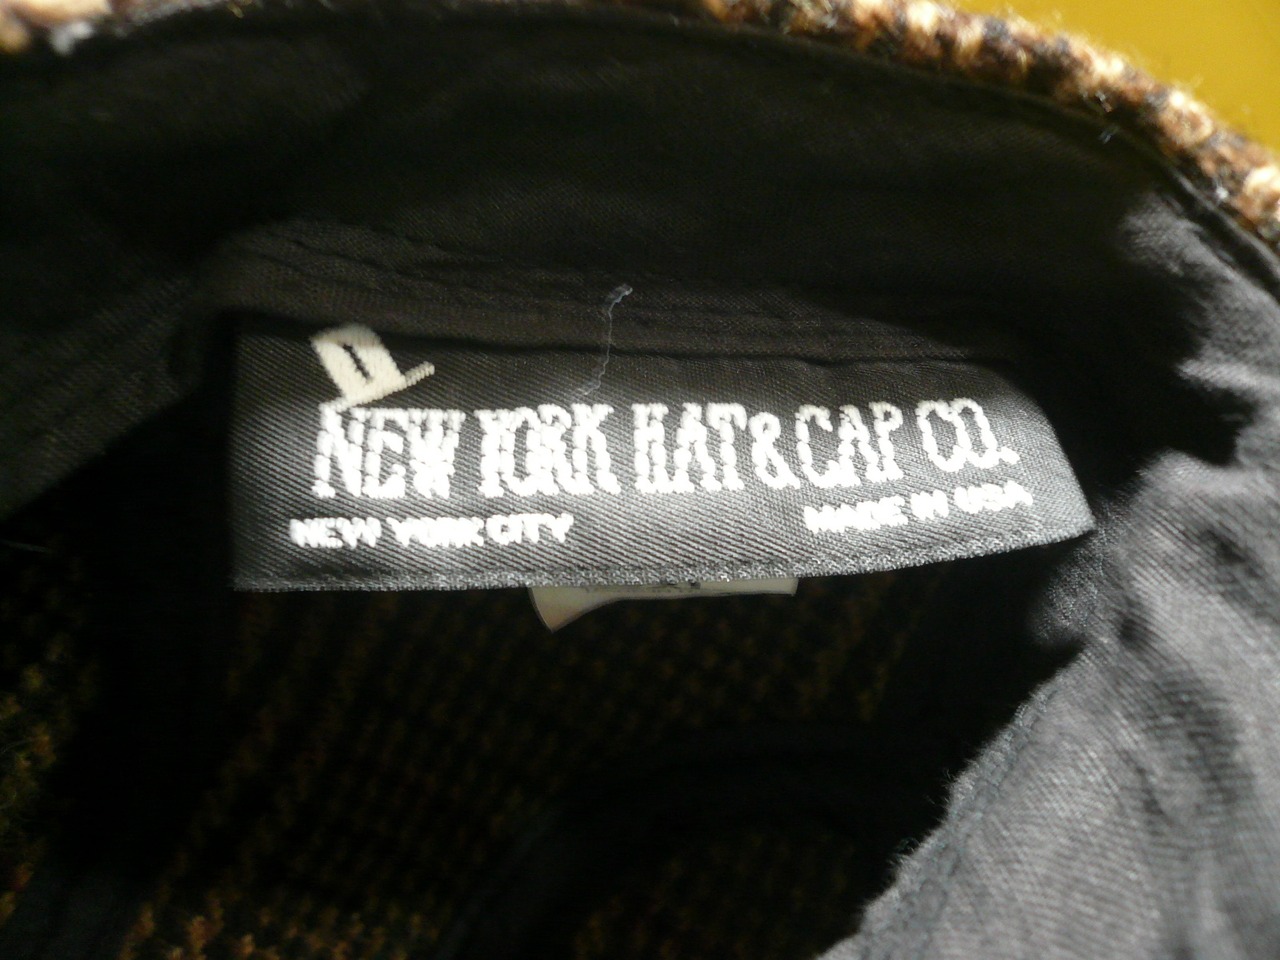 NEW YORK HAT & CAP CO.
NEW YORK CITY
MADE IN USA